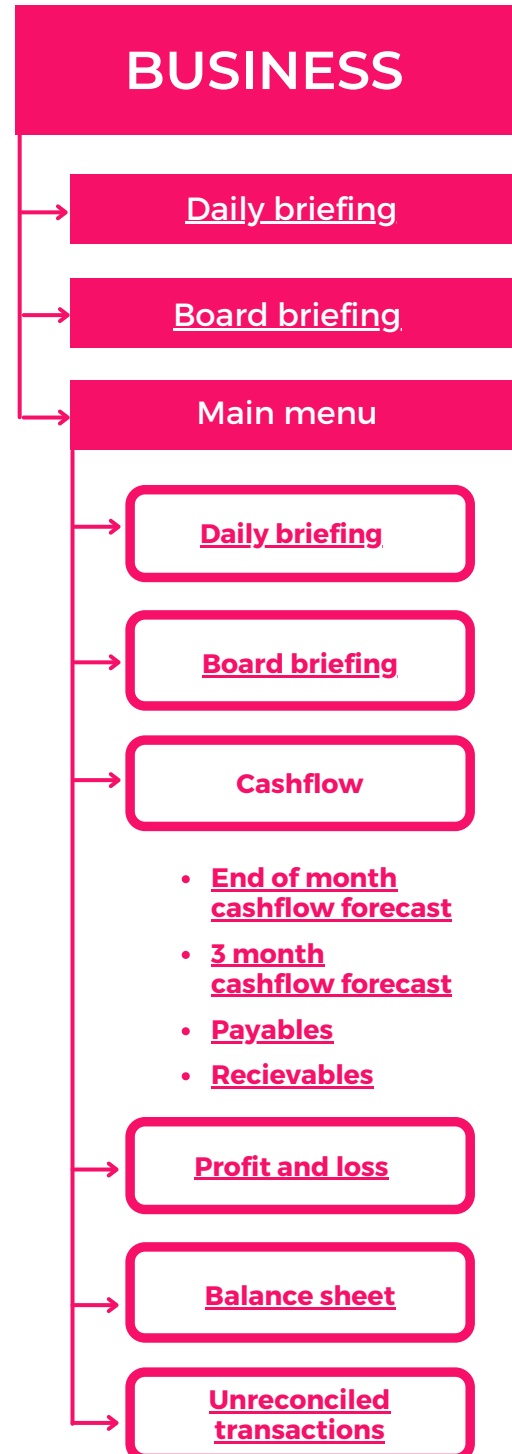 BUSINESS
Daily briefing
Board briefing
Main menu
Daily briefing
Board briefing
Cashflow
• End of month
cashflow forecast
• 3 month
cashflow forecast
• Payables
• Recievables
Profit and loss
Balance sheet
Unreconciled
transactions